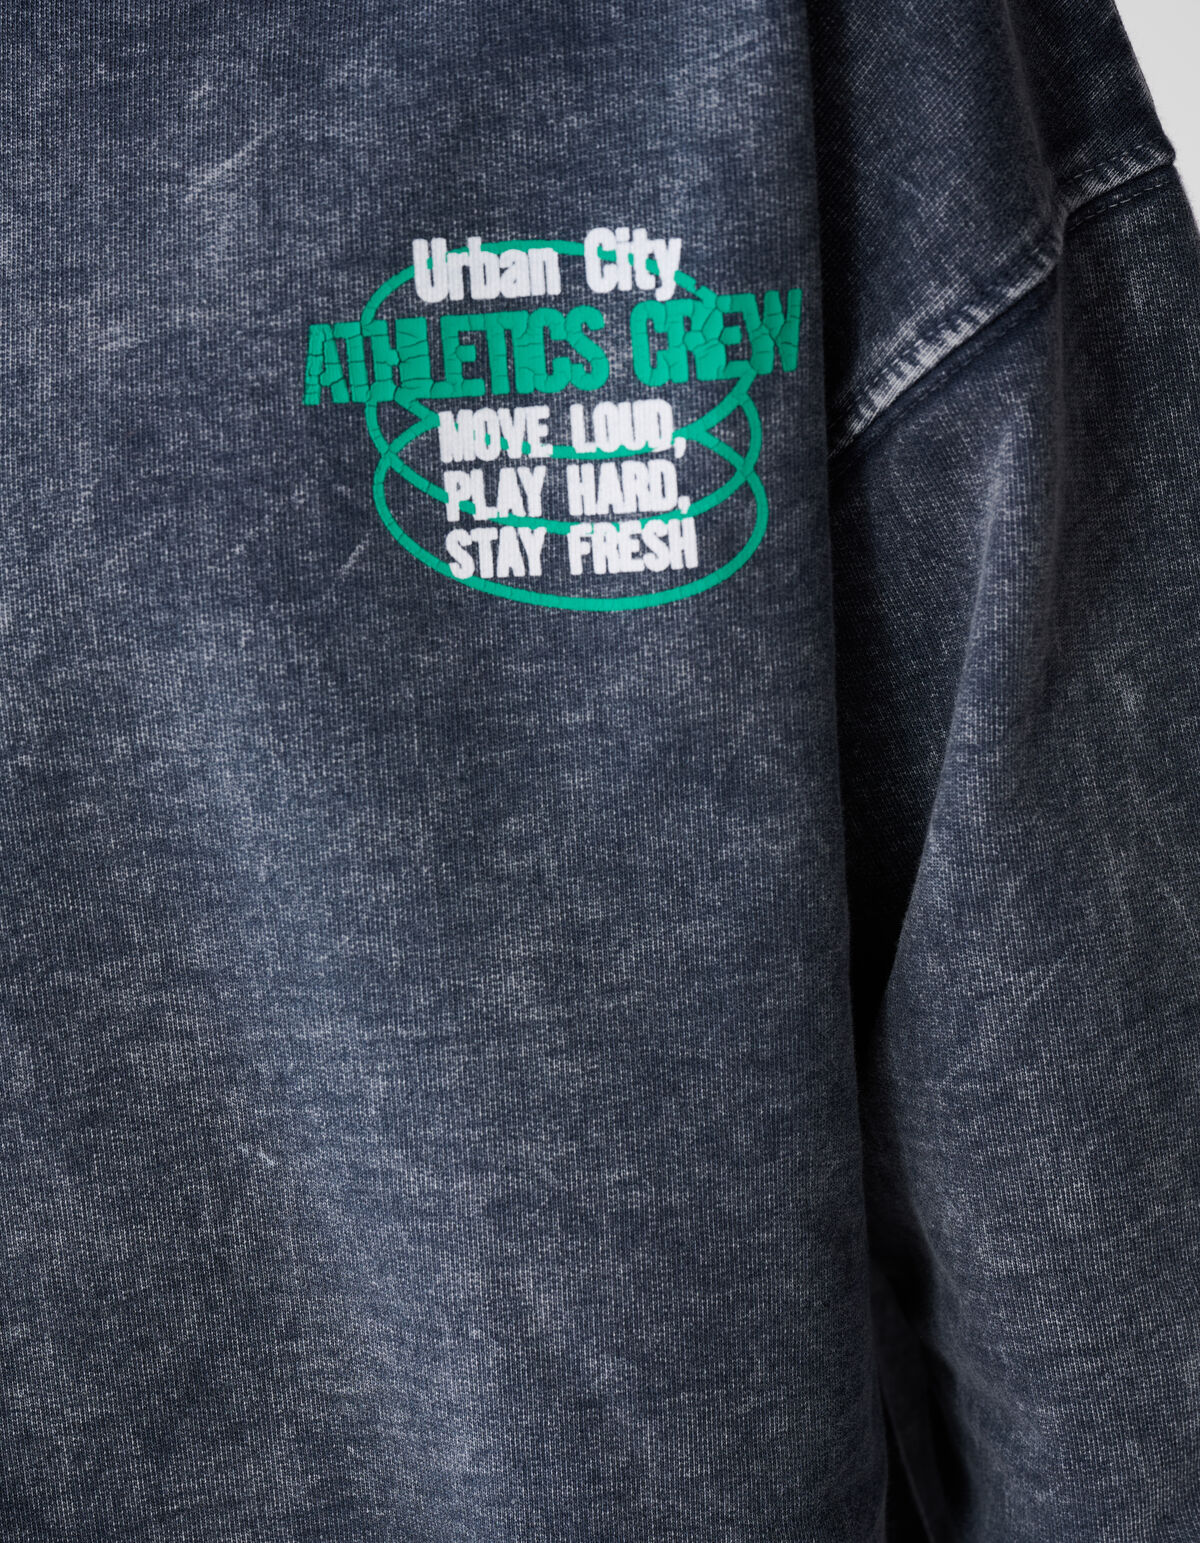 Urban City
ATHLETICS CREW
MOVE LOUD,
PLAY HARD,
STAY FRESH